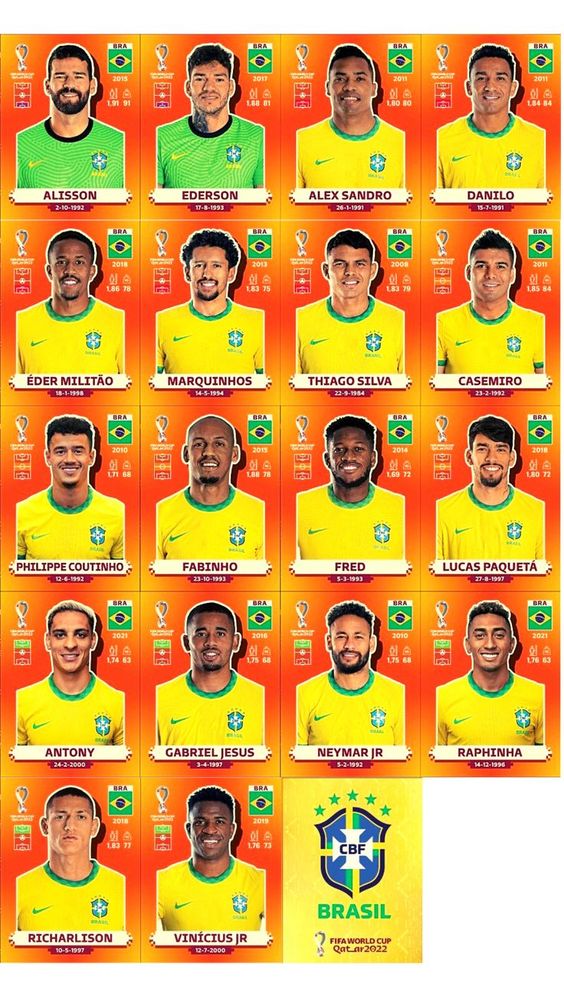 BRA
2015
1,91 91
ALISSON
2-10-1992
BRA
2017
1,88 81
EDERSON
17-8-1993
BRA
2011
1,80 80
ALEX SANDRO
26-1-1991
BRA
2011
1,84 84
DANILO
15-7-1991
BRA
2018
1,86 78
ÉDER MILITÃO
18-1-1998
BRA
2013
1,83 75
MARQUINHOS
14-5-1994
BRA
2008
1,83 79
THIAGO SILVA
22-9-1984
BRA
2011
1,85 84
CASEMIRO
23-2-1992
BRA
2010
1,71 68
PHILIPPE COUTINHO
12-6-1992
BRA
2015
1,88 78
FABINHO
23-10-1993
BRA
2014
1,69 72
FRED
5-3-1993
BRA
2018
1,80 72
LUCAS PAQUETÁ
27-8-1997
BRA
2021
1,74 63
ANTONY
24-2-2000
BRA
2016
1,75 68
GABRIEL JESUS
3-4-1997
BRA
2010
1,75 68
NEYMAR JR
5-2-1992
BRA
2021
1,76 63
RAPHINHA
14-12-1996
BRA
2018
1,83 77
RICHARLISON
10-5-1997
BRA
2019
1,76 73
VINÍCIUS JR
12-7-2000
CBF
BRASIL
FIFA WORLD CUP
Qatar2022